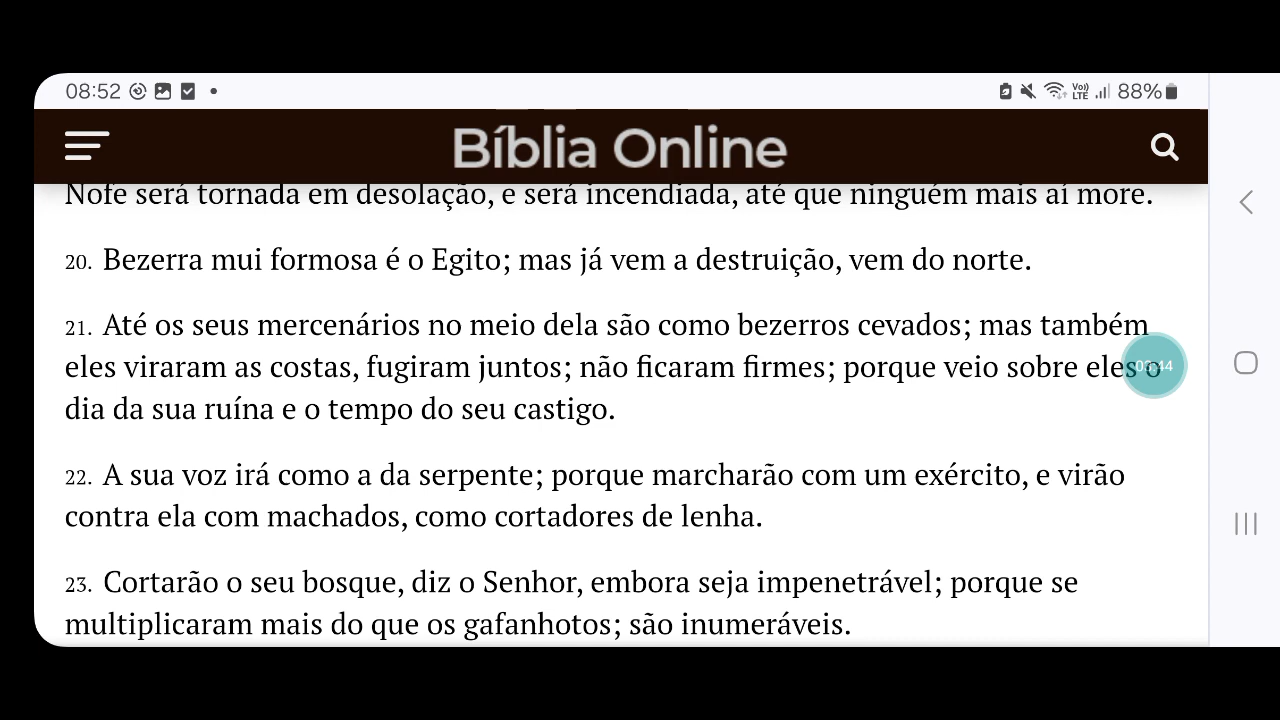 08:52 Vo)) LTE 88%
Bíblia Online
Nofe será tornada em desolação, e será incendiada, até que ninguém mais aí more.
20. Bezerra mui formosa é o Egito; mas já vem a destruição, vem do norte.
21. Até os seus mercenários no meio dela são como bezerros cevados; mas também
eles viraram as costas, fugiram juntos; não ficaram firmes; porque veio sobre eles o
03:44
dia da sua ruína e o tempo do seu castigo.
22. A sua voz irá como a da serpente; porque marcharão com um exército, e virão
contra ela com machados, como cortadores de lenha.
23. Cortarão o seu bosque, diz o Senhor, embora seja impenetrável; porque se
multiplicaram mais do que os gafanhotos; são inumeráveis.